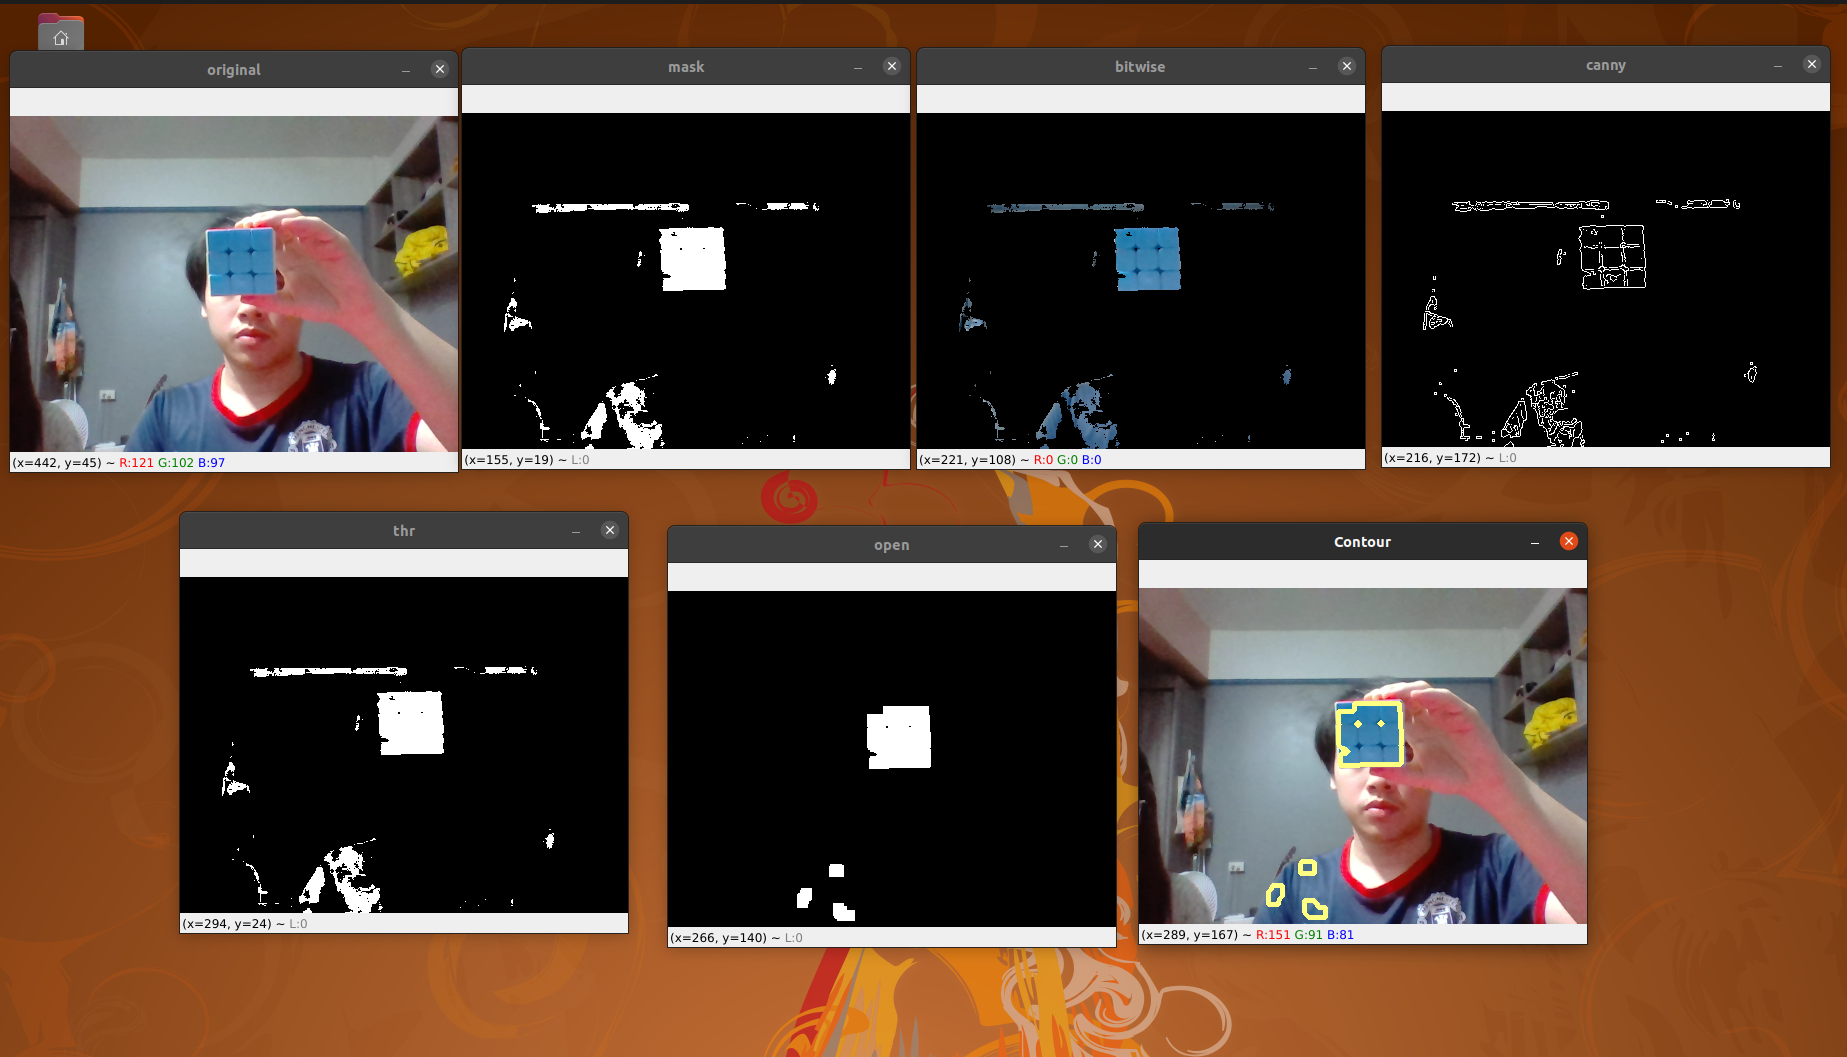 original
mask
bitwise
canny
(x=442, y=45) ~ R:121 G:102 B:97
(x=155, y=19) ~ L:0
(x=221, y=108) ~ R:0 G:0 B:0
(x=216, y=172) ~ L:0
thr
open
Contour
(x=294, y=24) ~ L:0
(x=266, y=140) ~ L:0
(x=289, y=167) ~ R:151 G:91 B:81